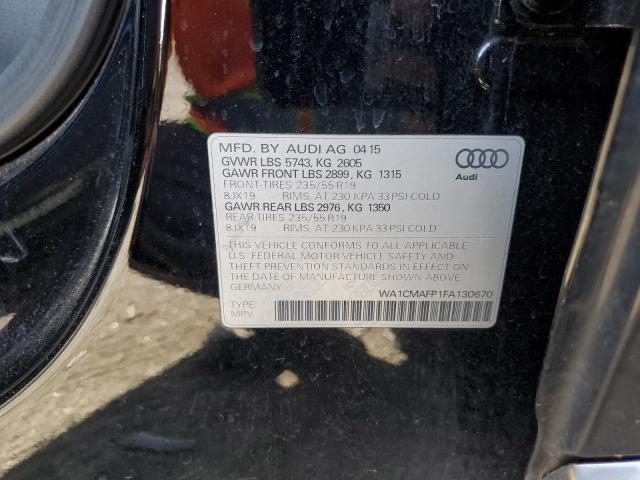 MFD. BY AUDI AG 04 15
GVWR LBS 5743, KG 2605
GAWR FRONT LBS 2899, KG 1315
FRONT-TIRES 235/55 R19
8JX19 RIMS. AT 230 KPA 33 PSI COLD
GAWR REAR LBS 2976, KG 1350
REAR-TIRES 235/55 R19
8JX19 RIMS. AT 230 KPA 33 PSI COLD
Audi
THIS VEHICLE CONFORMS TO ALL APPLICABLE
U.S. FEDERAL MOTOR VEHICLE SAFETY AND
THEFT PREVENTION STANDARDS IN EFFECT ON
THE DATE OF MANUFACTURE SHOWN ABOVE
GERMANY
WA1CMAFP1FA130670
TYPE:
MPV